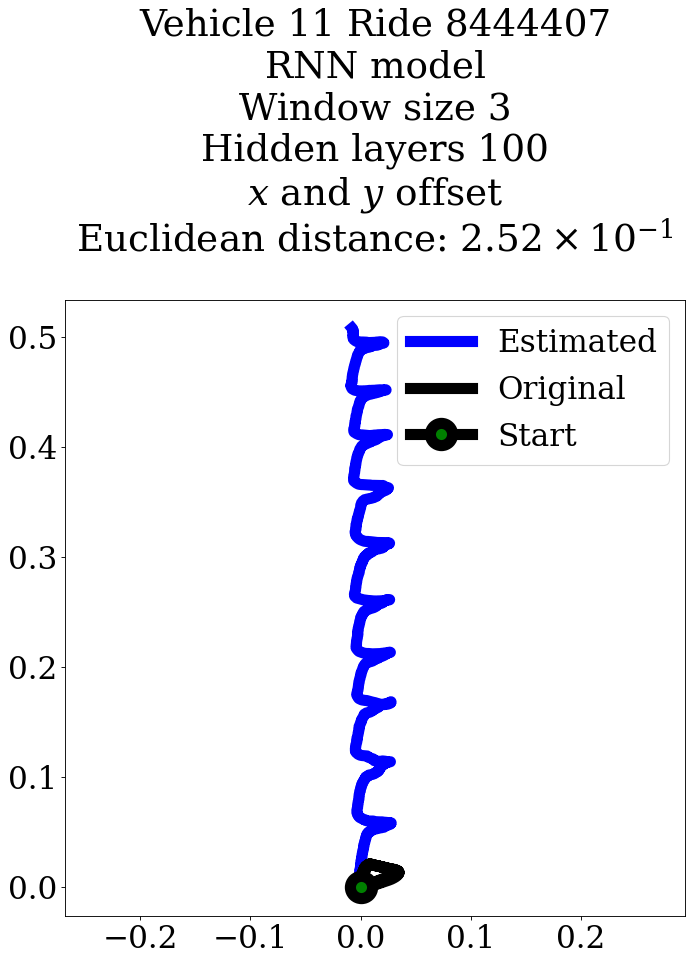 Vehicle 11 Ride 8444407
RNN model
Window size 3
Hidden layers 100
x and y offset
Euclidean distance: 2.52 × 10⁻¹
Estimated
Original
Start
0.5
0.4
0.3
0.2
0.1
0.0
−0.2 −0.1 0.0 0.1 0.2